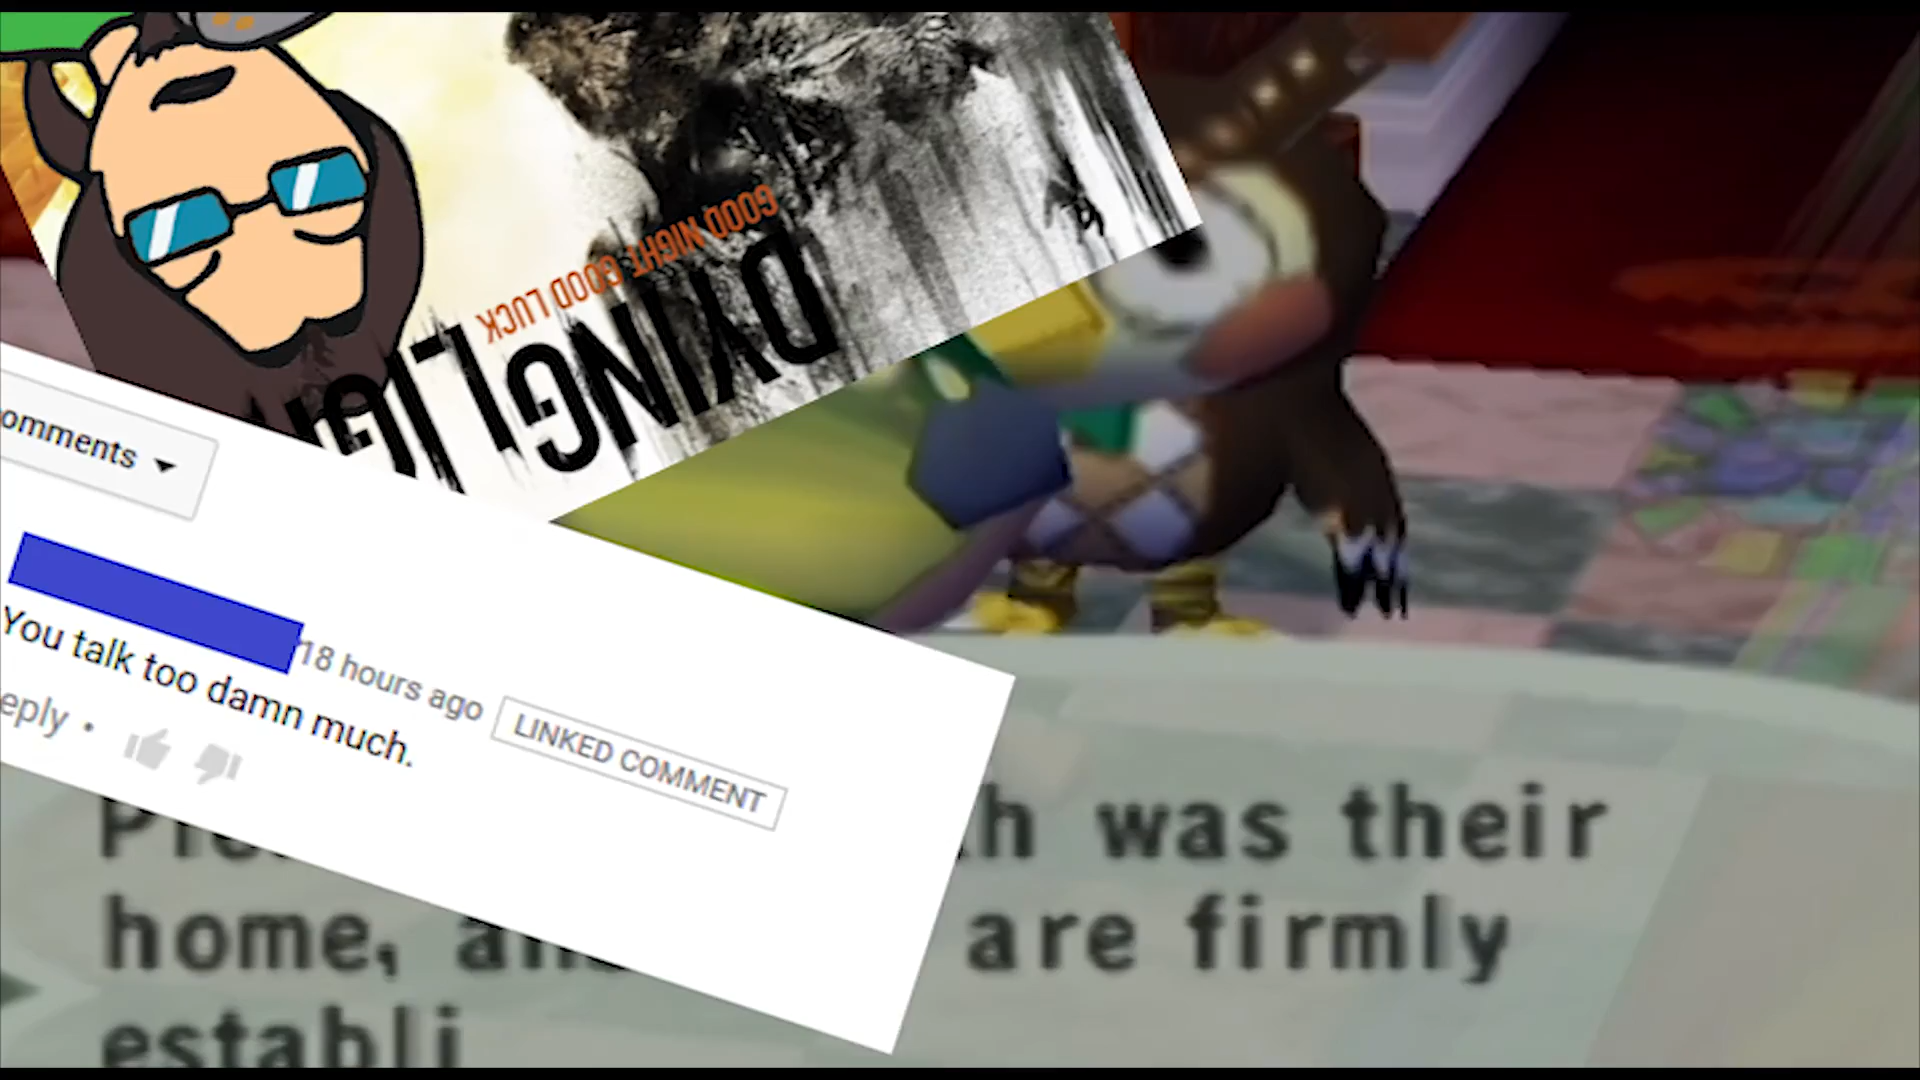 GOOD NIGHT GOOD LUCK
DYING LIGH
omments
18 hours ago LINKED COMMENT
You talk too damn much.
eply •
h was their
home, are firmly
establi